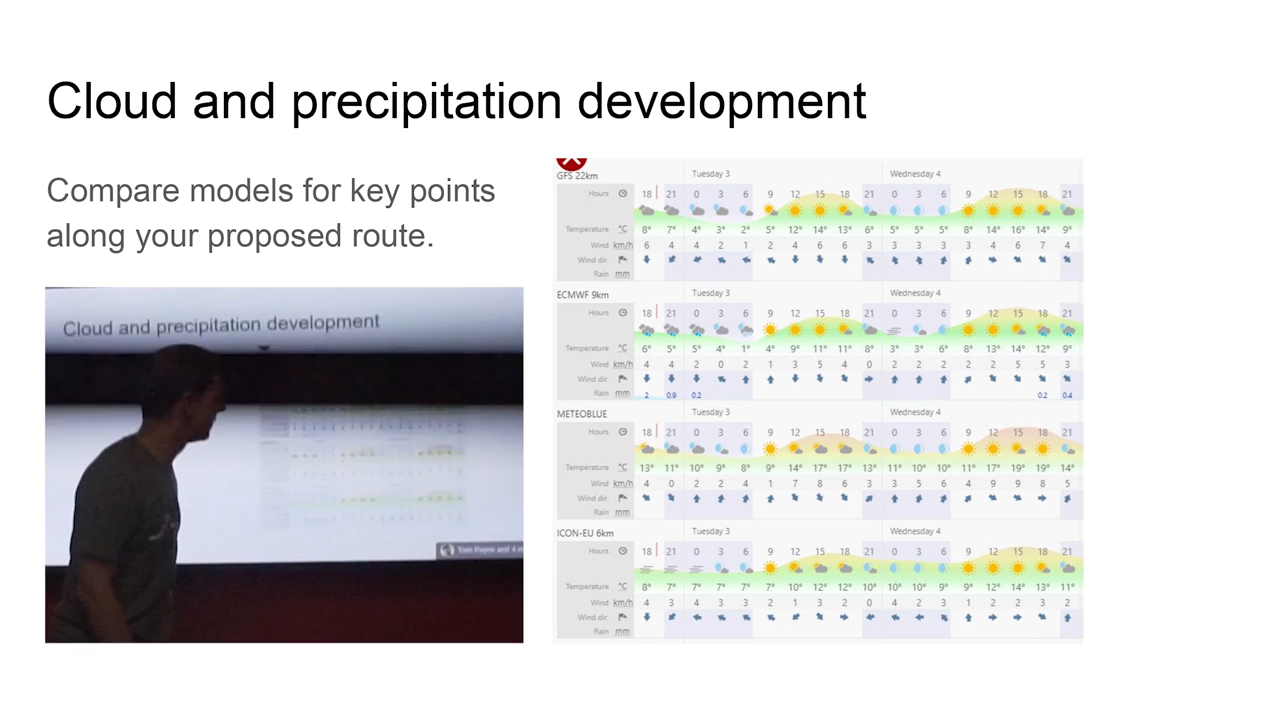 Cloud and precipitation development
Compare models for key points
along your proposed route.
Cloud and precipitation development
GFS 22km
Tuesday 3 Wednesday 4
Hours 18 21 0 3 6 9 12 15 18 21 0 3 6 9 12 15 18 21
Temperature °C 8° 7° 4° 3° 2° 5° 12° 14° 13° 6° 5° 5° 5° 8° 14° 16° 14° 9°
Wind km/h 6 4 4 2 1 2 4 6 6 3 3 3 3 3 4 6 7 4
Wind dir.
Rain mm
ECMWF 9km
Tuesday 3 Wednesday 4
Hours 18 21 0 3 6 9 12 15 18 21 0 3 6 9 12 15 18 21
Temperature °C 6° 5° 5° 4° 1° 4° 9° 11° 11° 8° 3° 3° 6° 8° 13° 14° 12° 9°
Wind km/h 4 4 2 0 2 1 3 5 4 0 2 2 2 2 2 5 5 3
Wind dir.
Rain mm 2 0.9 0.2 0.2 0.4
METEOBLUE
Tuesday 3 Wednesday 4
Hours 18 21 0 3 6 9 12 15 18 21 0 3 6 9 12 15 18 21
Temperature °C 13° 11° 10° 9° 8° 9° 14° 17° 17° 13° 11° 10° 10° 11° 17° 19° 19° 14°
Wind km/h 4 0 2 2 4 1 7 8 6 3 3 5 6 4 9 9 8 5
Wind dir.
Rain mm
ICON-EU 6km
Tuesday 3 Wednesday 4
Hours 18 21 0 3 6 9 12 15 18 21 0 3 6 9 12 15 18 21
Temperature °C 8° 7° 7° 7° 7° 7° 10° 12° 12° 10° 10° 10° 9° 9° 12° 14° 13° 11°
Wind km/h 4 3 4 3 3 2 1 3 2 0 4 2 3 1 2 2 3 2
Wind dir.
Rain mm